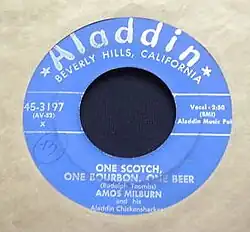 Aladdin
BEVERLY HILLS, CALIFORNIA
45-3197
(AV-52)
X
Vocal-2:50
(BMI)
Aladdin Music Pub
ONE SCOTCH,
ONE BOURBON, ONE BEER
(Rudolph Toombs)
AMOS MILBURN
and his
Aladdin Chickenshackers